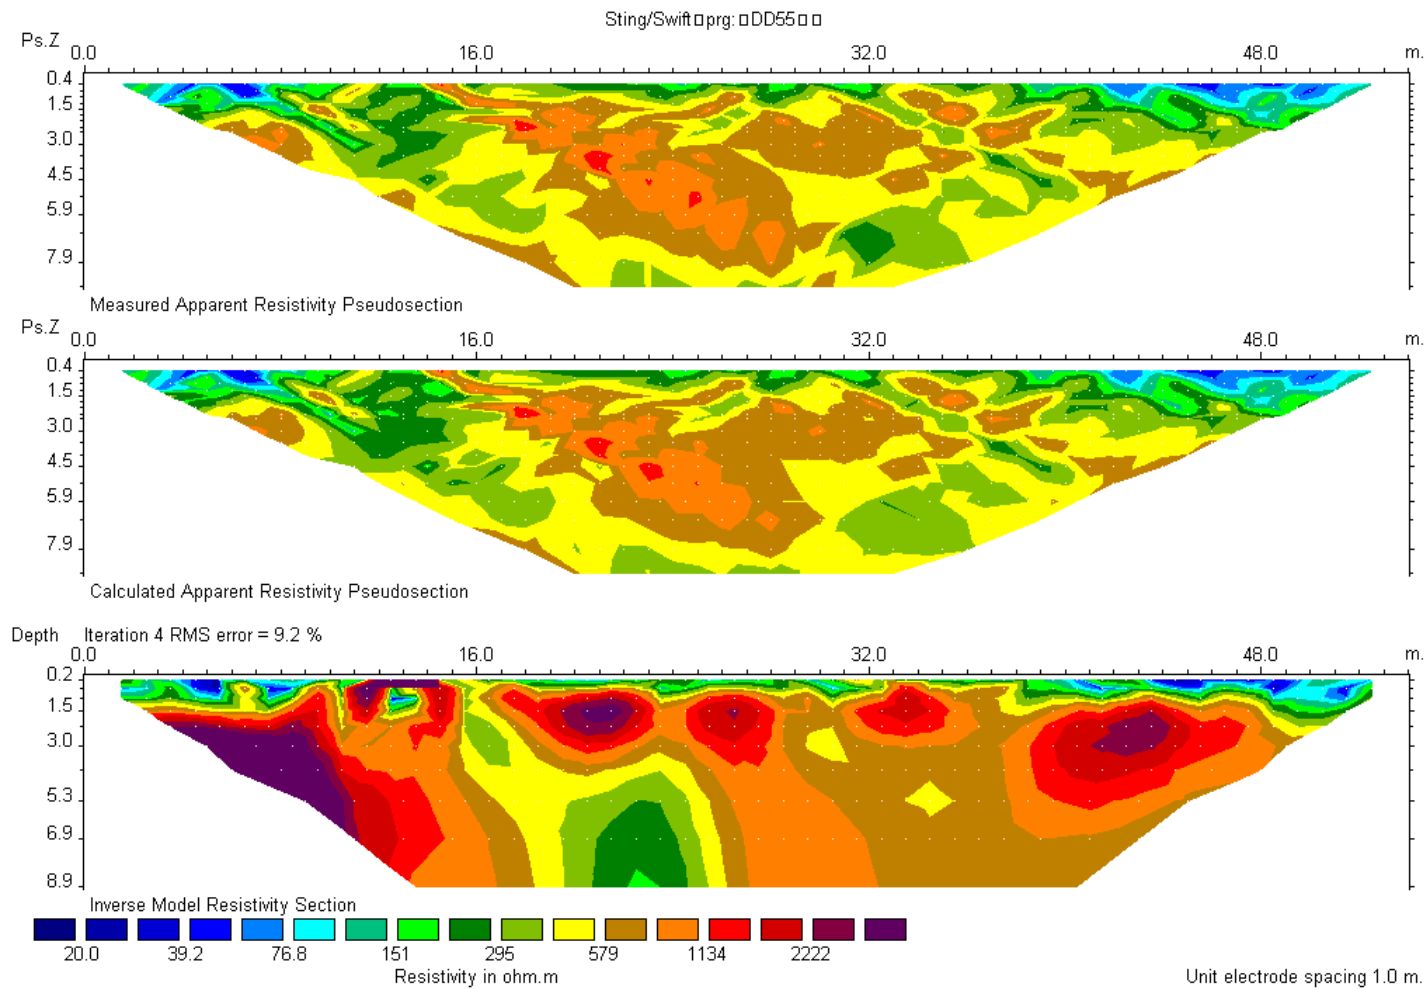 Sting/Swift□prg: □DD55□ □
Ps.Z 0.0 16.0 32.0 48.0 m.
0.4
1.5
3.0
4.5
5.9
7.9
Measured Apparent Resistivity Pseudosection
Ps.Z 0.0 16.0 32.0 48.0 m.
0.4
1.5
3.0
4.5
5.9
7.9
Calculated Apparent Resistivity Pseudosection
Depth Iteration 4 RMS error = 9.2 %
0.0 16.0 32.0 48.0 m.
0.2
1.5
3.0
5.3
6.9
8.9
Inverse Model Resistivity Section
20.0 39.2 76.8 151 295 579 1134 2222
Resistivity in ohm.m Unit electrode spacing 1.0 m.